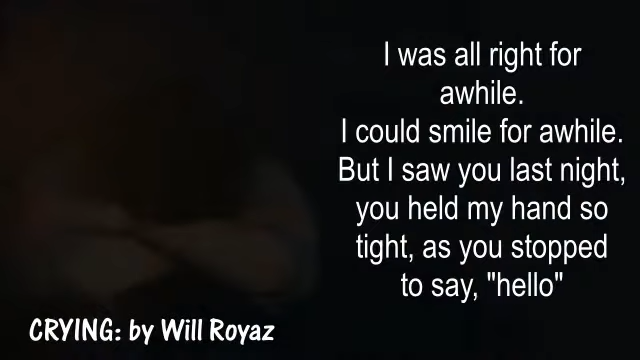 I was all right for
awhile.
I could smile for awhile.
But I saw you last night,
you held my hand so
tight, as you stopped
to say, "hello"
CRYING: by Will Royaz